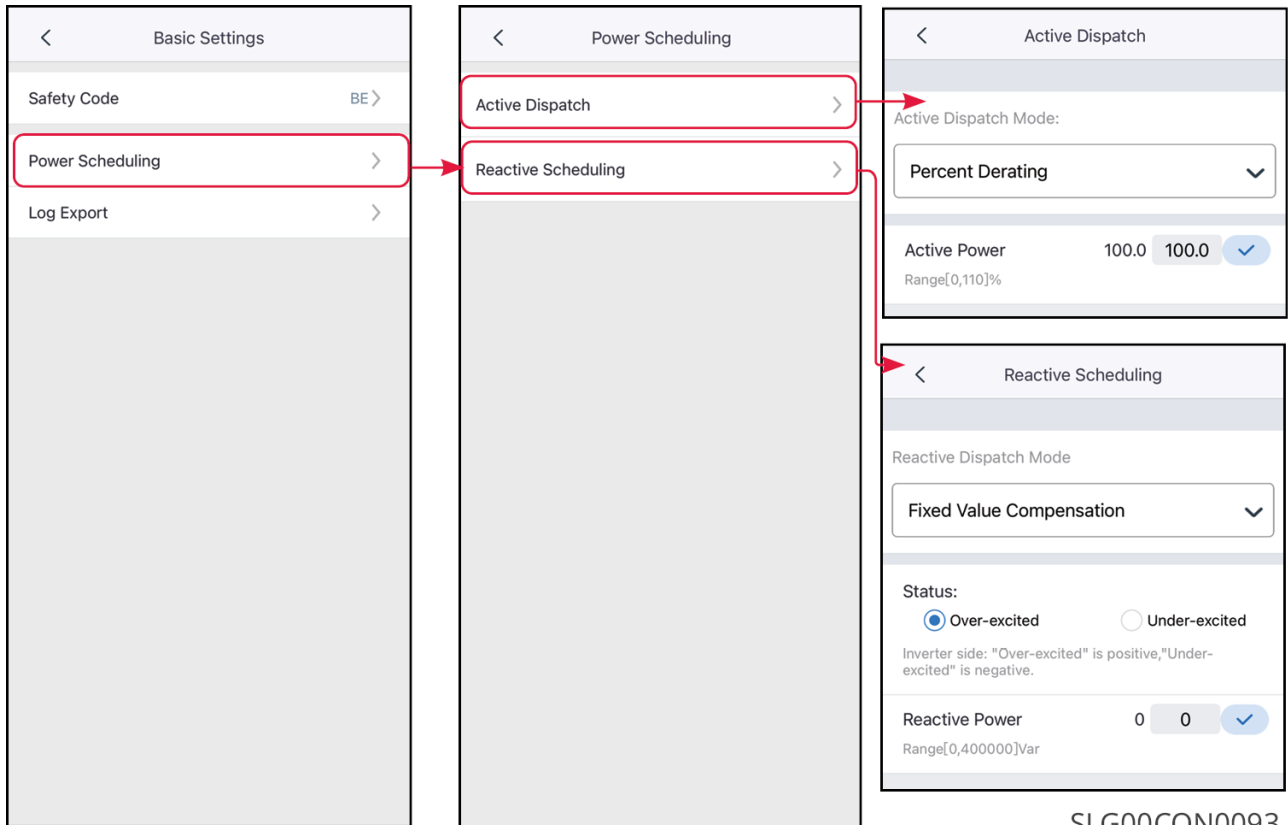 Basic Settings
Safety Code BE
Power Scheduling
Log Export
Power Scheduling
Active Dispatch
Reactive Scheduling
Active Dispatch
Active Dispatch Mode:
Percent Derating
Active Power 100.0 100.0
Range[0,110]%
Reactive Scheduling
Reactive Dispatch Mode
Fixed Value Compensation
Status:
Over-excited Under-excited
Inverter side: "Over-excited" is positive,"Under-
excited" is negative.
Reactive Power 0 0
Range[0,400000]Var
SLG00CON0093